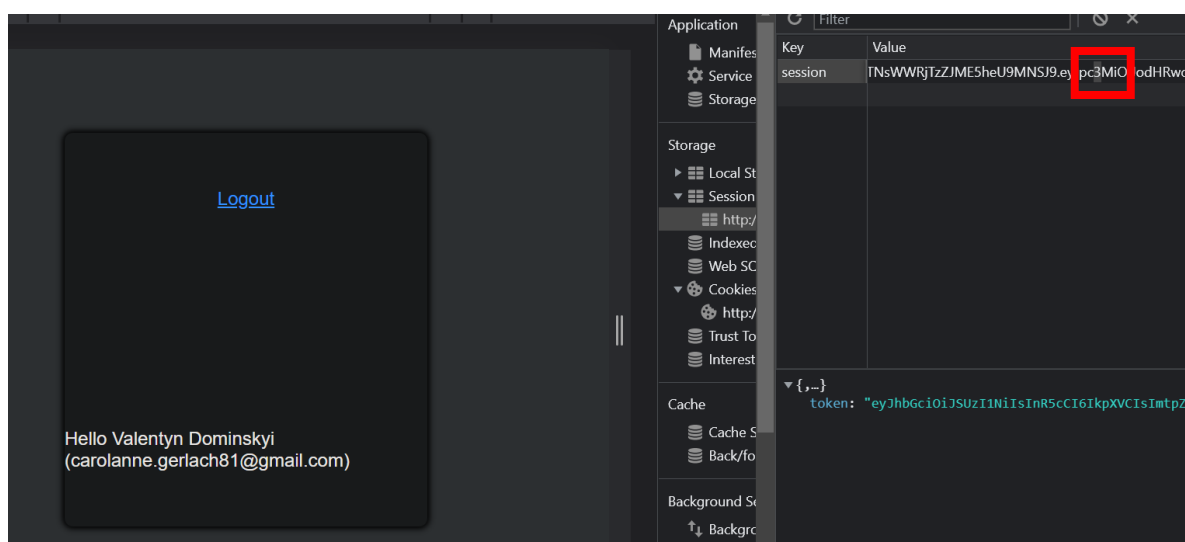 Logout
Hello Valentyn Dominskyi
(carolanne.gerlach81@gmail.com)
Application
Manifes
Service
Storage
Storage
Local St
Session
http:/
Indexed
Web SC
Cookies
http:/
Trust To
Interest
Cache
Cache S
Back/fo
Background Se
Backgro
Filter
Key Value
session
{,…}
token: "eyJhbGciOiJSUzI1NiIsInR5cCI6IkpXVCIsImtpZ